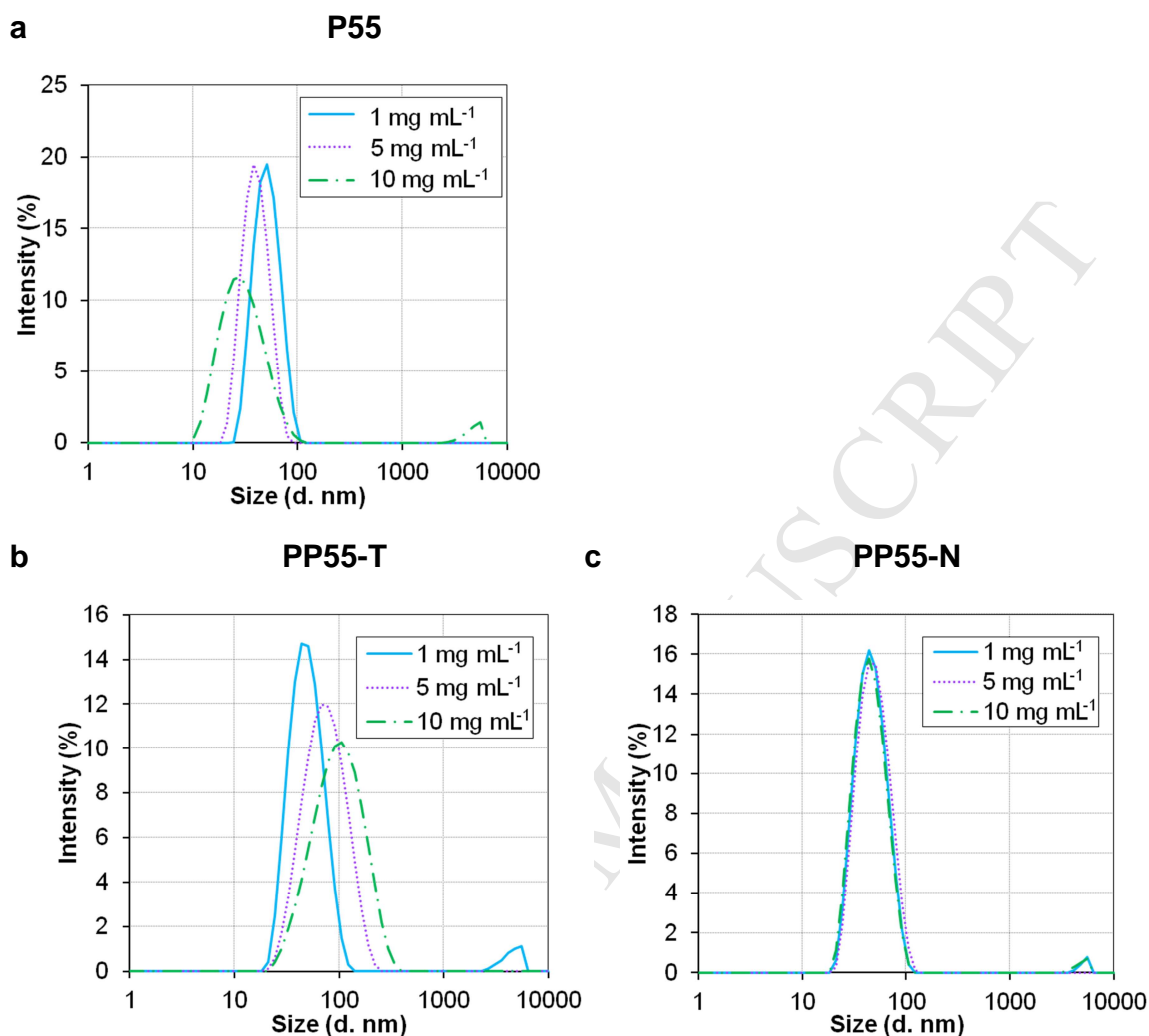 a
P55
25
20
15
10
5
0
Intensity (%)
1 mg mL-1
5 mg mL-1
10 mg mL-1
1 10 100 1000 10000
Size (d. nm)
b
PP55-T
16
14
12
10
8
6
4
2
0
Intensity (%)
1 mg mL-1
5 mg mL-1
10 mg mL-1
1 10 100 1000 10000
Size (d. nm)
c
PP55-N
18
16
14
12
10
8
6
4
2
0
Intensity (%)
1 mg mL-1
5 mg mL-1
10 mg mL-1
1 10 100 1000 10000
Size (d. nm)